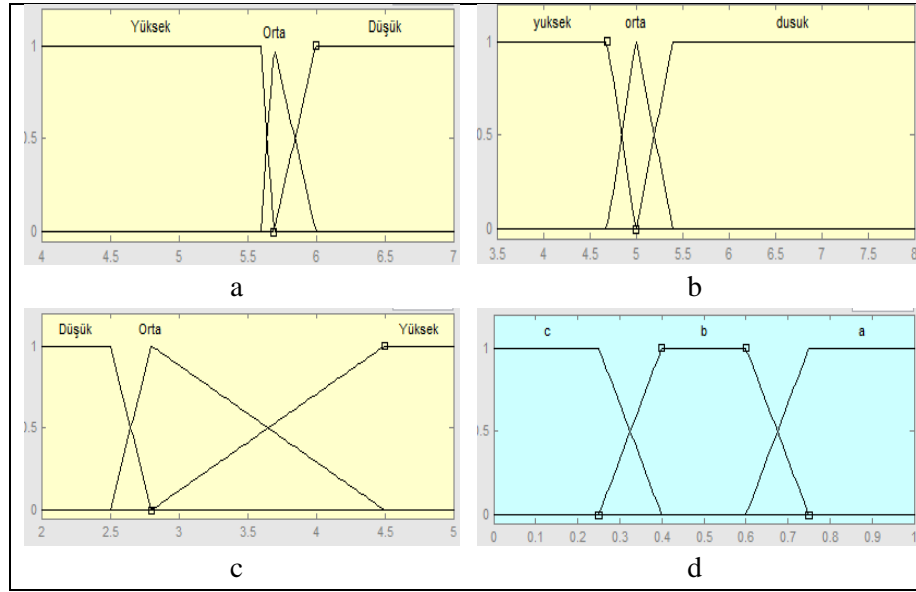 Yüksek Orta Düşük
1
0.5
0
4 4.5 5 5.5 6 6.5 7
a
yuksek orta dusuk
1
0.5
0
3.5 4 4.5 5 5.5 6 6.5 7 7.5 8
b
Düşük Orta Yüksek
1
0.5
0
2 2.5 3 3.5 4 4.5 5
c
c b a
1
0.5
0
0 0.1 0.2 0.3 0.4 0.5 0.6 0.7 0.8 0.9 1
d